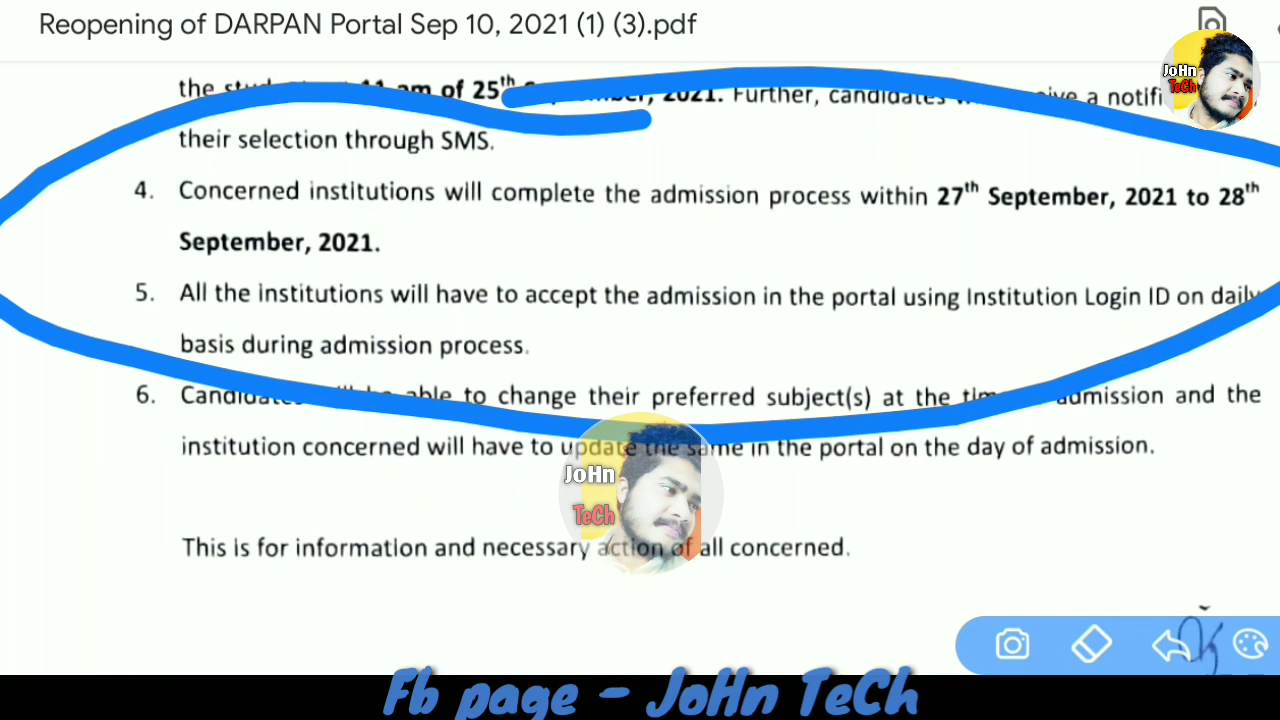 Reopening of DARPAN Portal Sep 10, 2021 (1) (3).pdf
JoHn
TeCh
the am of 25th 2021. Further, candidates a
their selection through SMS.
4. Concerned institutions will complete the admission process within 27th September, 2021 to 28th
September, 2021.
5. All the institutions will have to accept the admission in the portal using Institution Login ID on daily
basis during admission process.
6. able to change their preferred subject(s) at the admission and the
institution concerned will have to update the same in the portal on the day of admission.
JoHn
TeCh
This is for information and necessary action of all concerned.
Fb page - JoHn TeCh